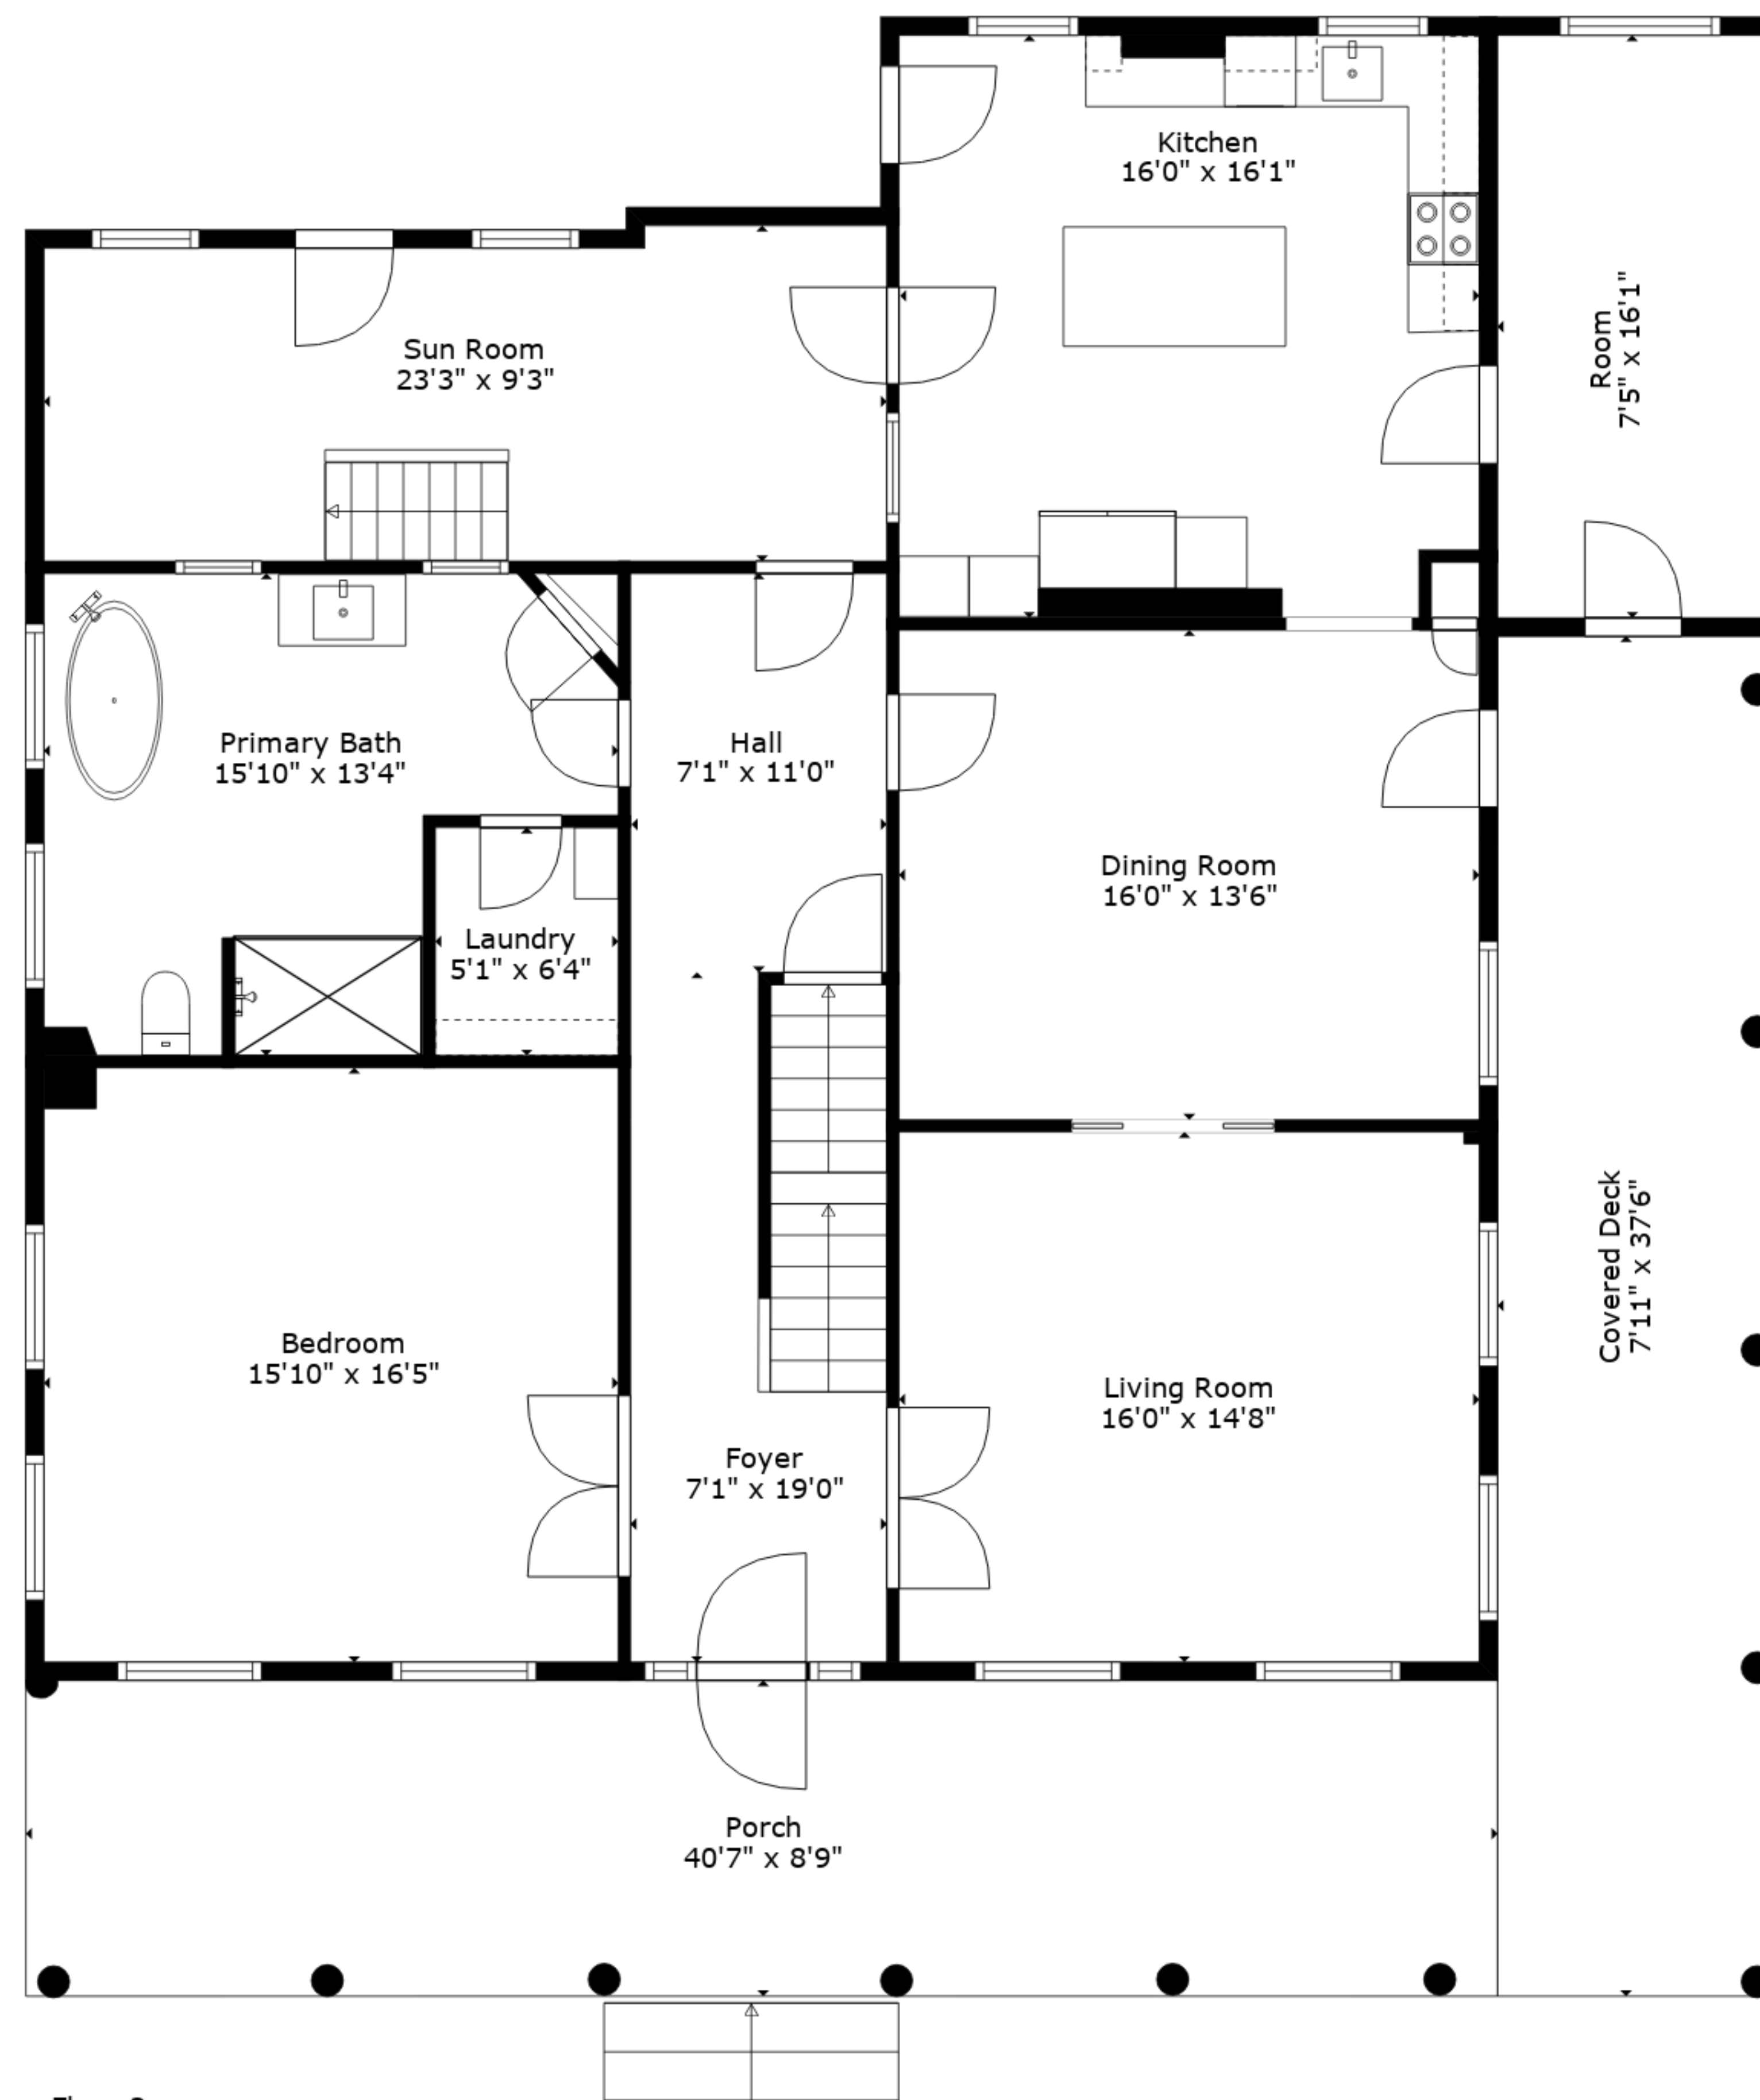 Kitchen
16'0" x 16'1"
Room
7'5" x 16'1"
Sun Room
23'3" x 9'3"
Primary Bath
15'10" x 13'4"
Hall
7'1" x 11'0"
Dining Room
16'0" x 13'6"
Laundry
5'1" x 6'4"
Covered Deck
7'11" x 37'6"
Bedroom
15'10" x 16'5"
Living Room
16'0" x 14'8"
Foyer
7'1" x 19'0"
Porch
40'7" x 8'9"